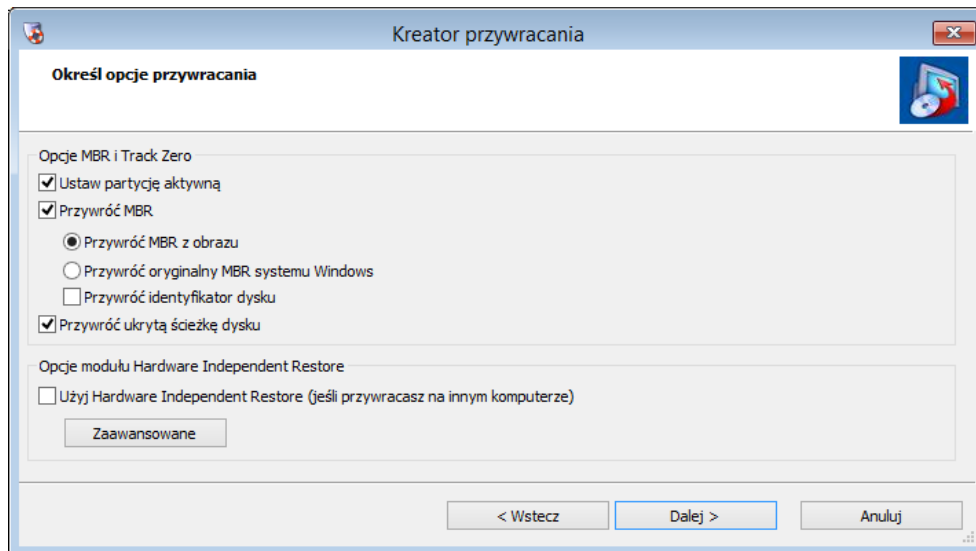 Kreator przywracania
Określ opcje przywracania
Opcje MBR i Track Zero
Ustaw partycję aktywną
Przywróć MBR
Przywróć MBR z obrazu
Przywróć oryginalny MBR systemu Windows
Przywróć identyfikator dysku
Przywróć ukrytą ścieżkę dysku
Opcje modułu Hardware Independent Restore
Użyj Hardware Independent Restore (jeśli przywracasz na innym komputerze)
Zaawansowane
< Wstecz
Dalej >
Anuluj